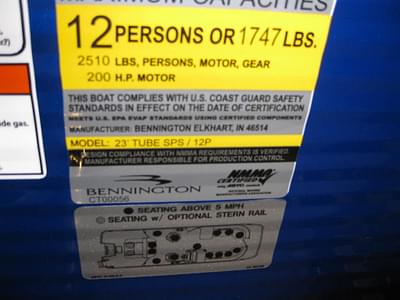 MAXIMUM CAPACITIES
12 PERSONS OR 1747 LBS.
2510 LBS, PERSONS, MOTOR, GEAR
200 H.P. MOTOR
THIS BOAT COMPLIES WITH U.S. COAST GUARD SAFETY
STANDARDS IN EFFECT ON THE DATE OF CERTIFICATION
MEETS U.S. EPA EVAP STANDARDS USING CERTIFIED COMPONENTS
MANUFACTURER: BENNINGTON ELKHART, IN 46514
MODEL: 23' TUBE SPS / 12P
DESIGN COMPLIANCE WITH NMMA REQUIREMENTS IS VERIFIED.
MANUFACTURER RESPONSIBLE FOR PRODUCTION CONTROL.
BENNINGTON
CT00056
NMMA
CERTIFIED
SEATING ABOVE 5 MPH
SEATING W/ OPTIONAL STERN RAIL
ide gas.